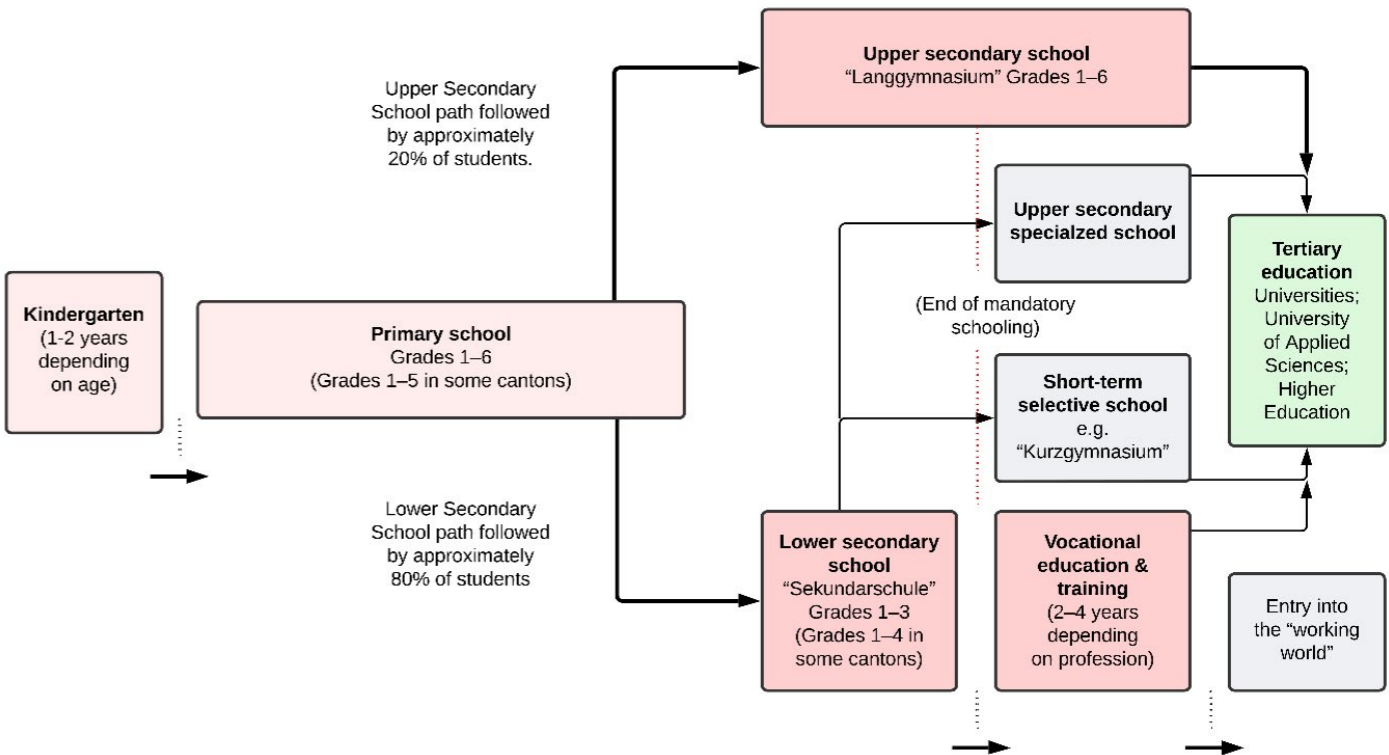 Upper secondary school
“Langgymnasium” Grades 1–6
Upper Secondary
School path followed
by approximately
20% of students.
Upper secondary
specialzed school
Kindergarten
(1-2 years
depending
on age)
Primary school
Grades 1–6
(Grades 1–5 in some cantons)
(End of mandatory
schooling)
Tertiary
education
Universities;
University
of Applied
Sciences;
Higher
Education
Short-term
selective school
e.g.
“Kurzgymnasium”
Lower Secondary
School path followed
by approximately
80% of students
Lower secondary
school
“Sekundarschule”
Grades 1–3
(Grades 1–4 in
some cantons)
Vocational
education &
training
(2–4 years
depending
on profession)
Entry into
the “working
world”